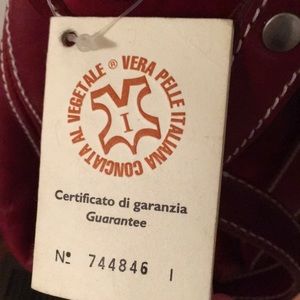 VERA PELLE ITALIANA CONCIATA AL VEGETALE ®
I
Certificato di garanzia
Guarantee
Nº 744846 I